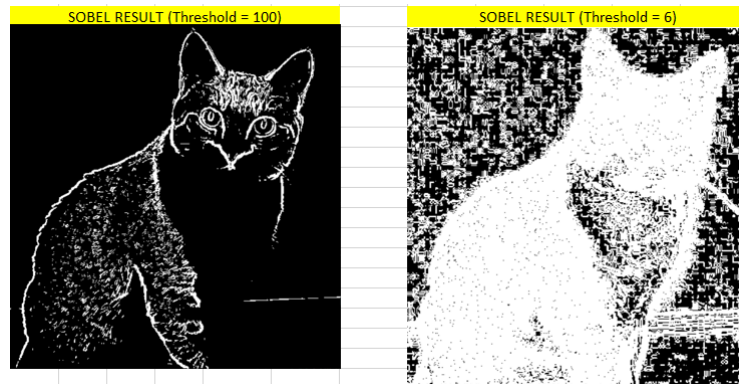 SOBEL RESULT (Threshold = 100)
SOBEL RESULT (Threshold = 6)